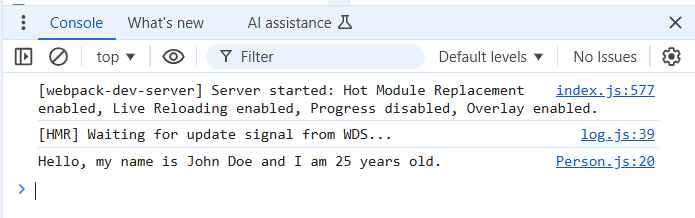 Console What's new AI assistance
top Filter Default levels No Issues
[webpack-dev-server] Server started: Hot Module Replacement index.js:577
enabled, Live Reloading enabled, Progress disabled, Overlay enabled.
[HMR] Waiting for update signal from WDS... log.js:39
Hello, my name is John Doe and I am 25 years old. Person.js:20
>